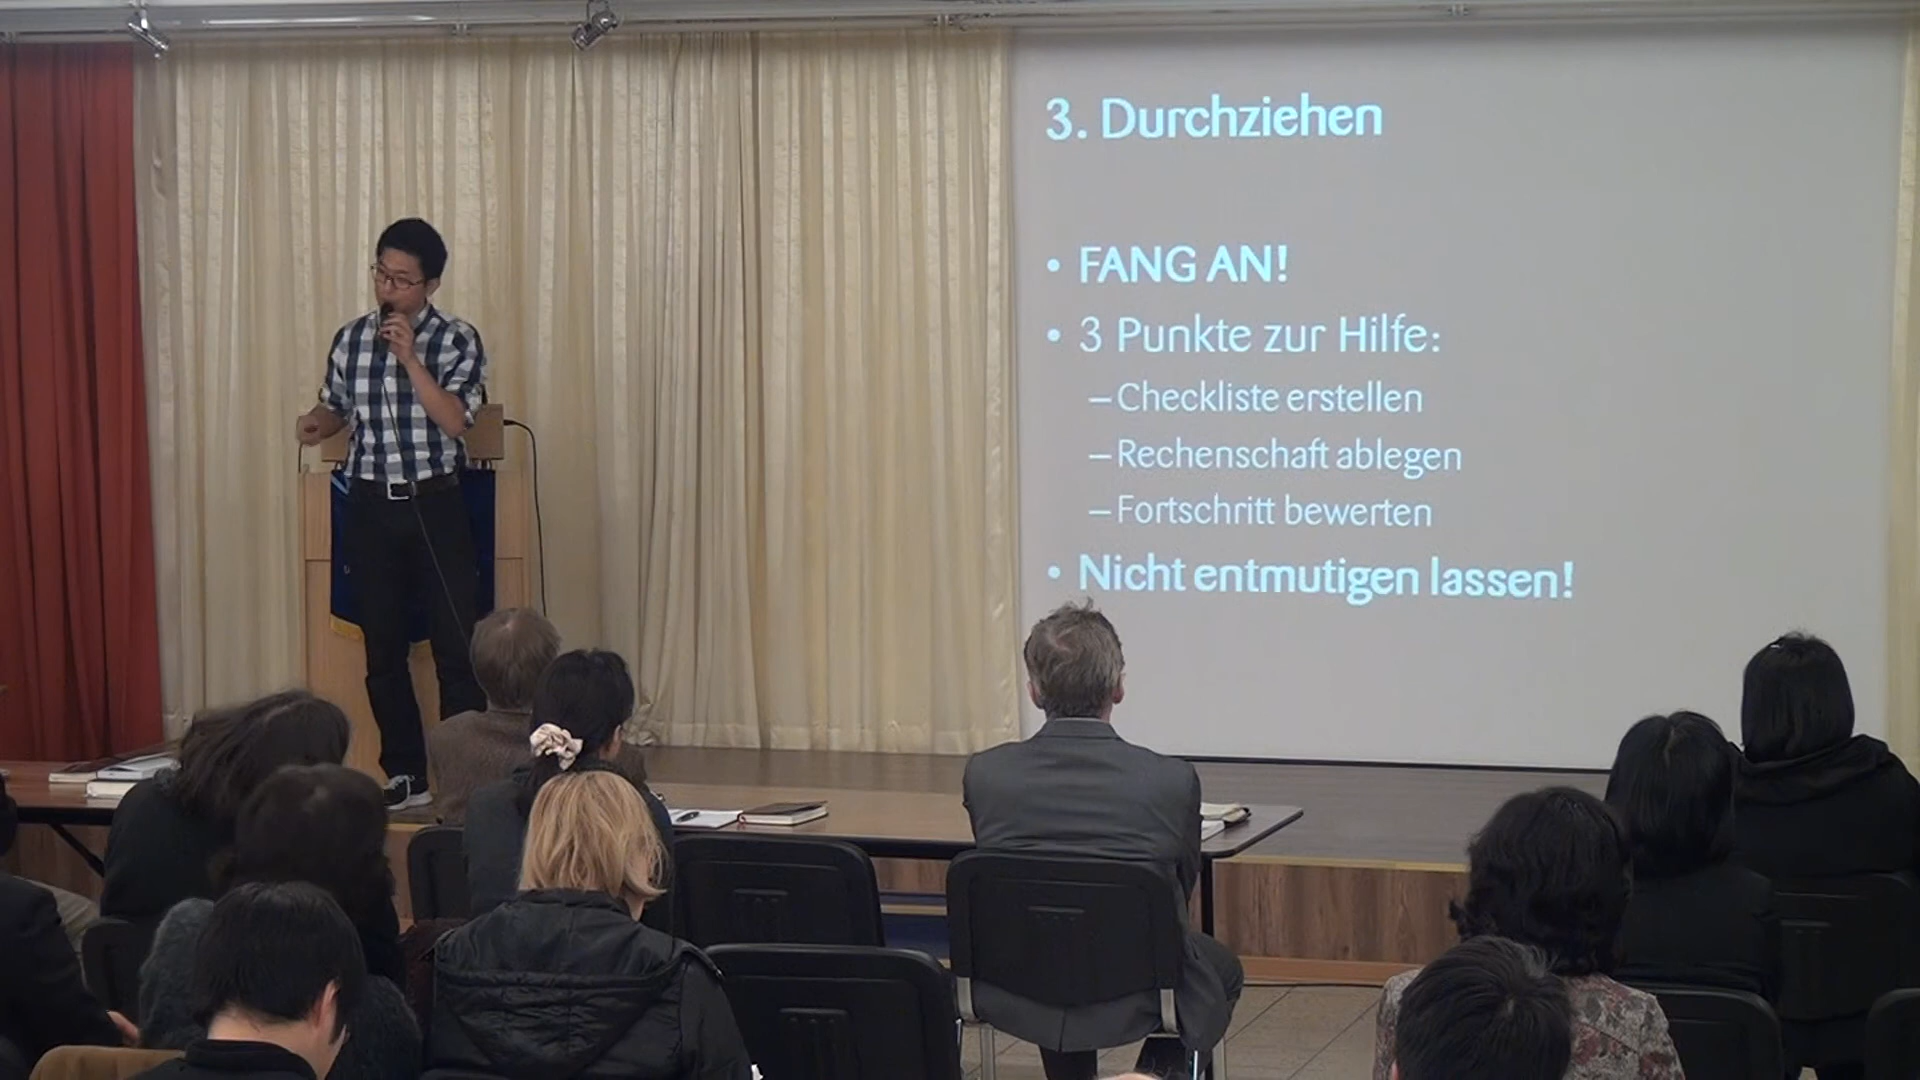 3. Durchziehen
• FANG AN!
• 3 Punkte zur Hilfe:
– Checkliste erstellen
– Rechenschaft ablegen
– Fortschritt bewerten
• Nicht entmutigen lassen!